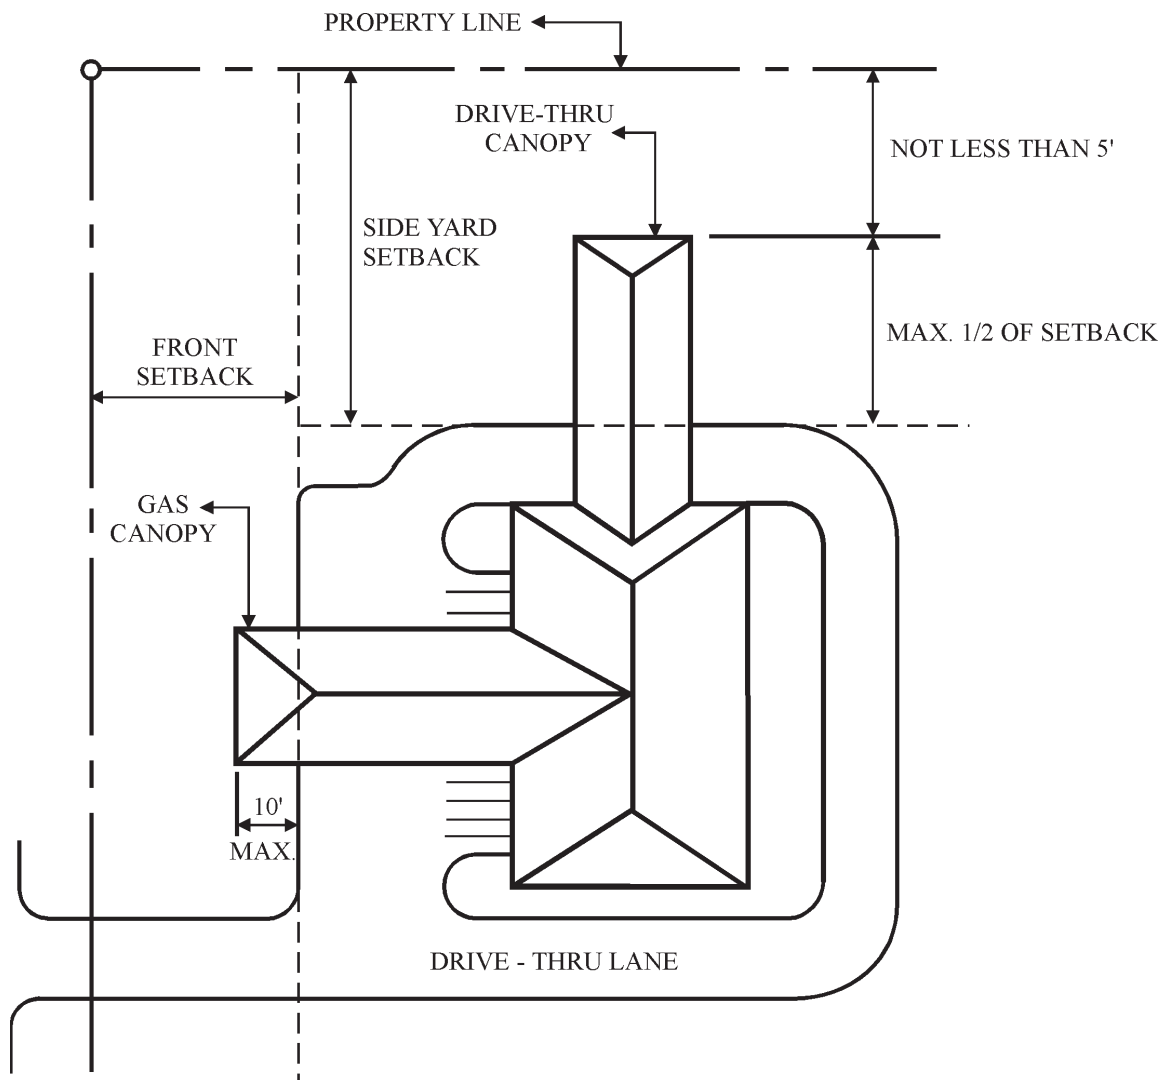 PROPERTY LINE
DRIVE-THRU
CANOPY
NOT LESS THAN 5'
SIDE YARD
SETBACK
MAX. 1/2 OF SETBACK
FRONT
SETBACK
GAS
CANOPY
10'
MAX.
DRIVE - THRU LANE